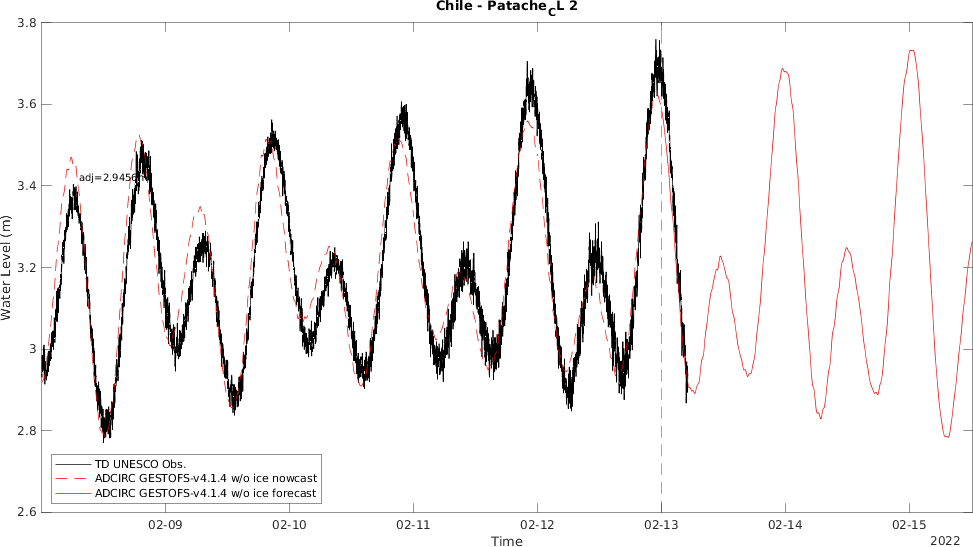 Chile - Patache_CL 2
3.8
3.6
3.4
3.2
3
2.8
2.6
Water Level (m)
adj=2.9456
TD UNESCO Obs.
ADCIRC GESTOFS-v4.1.4 w/o ice nowcast
ADCIRC GESTOFS-v4.1.4 w/o ice forecast
02-09
02-10
02-11
02-12
02-13
02-14
02-15
Time
2022